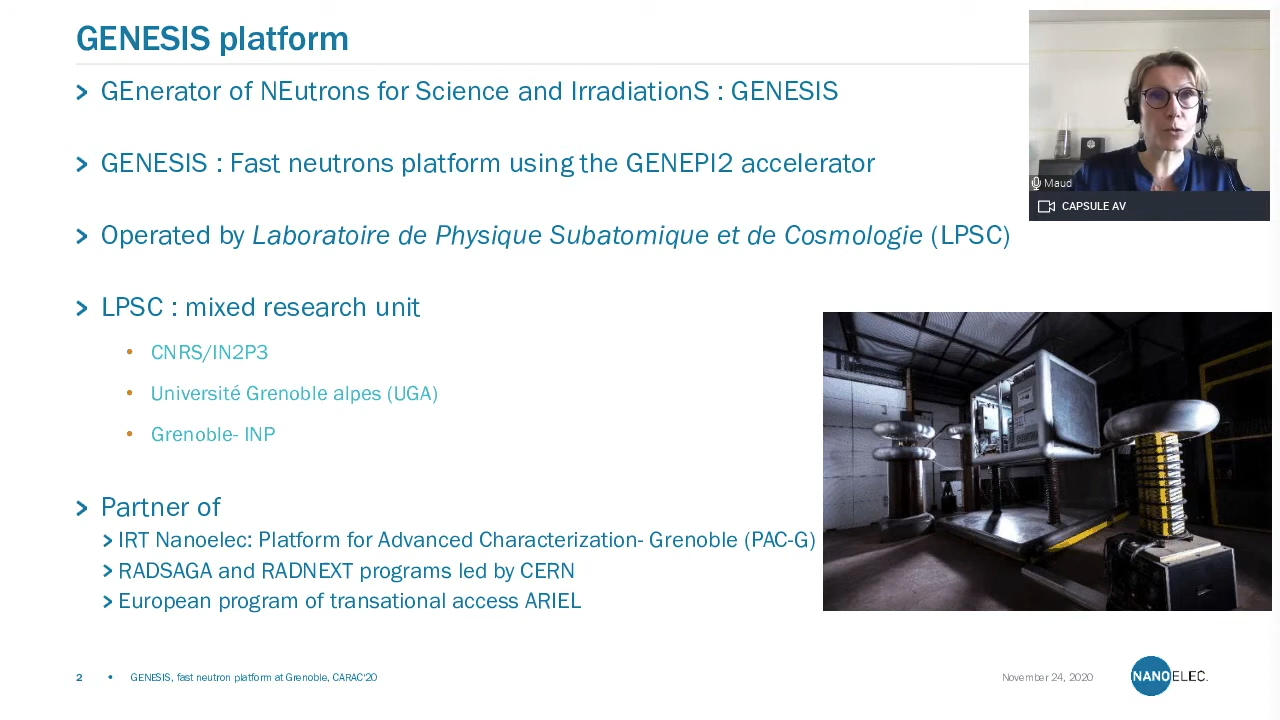 GENESIS platform
GEnerator of NEutrons for Science and IrradiationS : GENESIS
GENESIS : Fast neutrons platform using the GENEPI2 accelerator
Operated by Laboratoire de Physique Subatomique et de Cosmologie (LPSC)
LPSC : mixed research unit
• CNRS/IN2P3
• Université Grenoble alpes (UGA)
• Grenoble- INP
Partner of
IRT Nanoelec: Platform for Advanced Characterization- Grenoble (PAC-G)
RADSAGA and RADNEXT programs led by CERN
European program of transational access ARIEL
Maud
CAPSULE AV
2 • GENESIS, fast neutron platform at Grenoble, CARAC'20
November 24, 2020
NANOELEC.